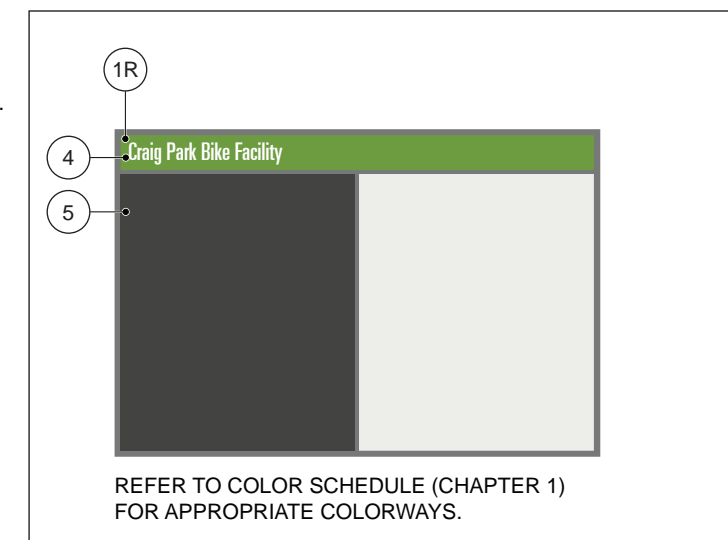 1R
4
Craig Park Bike Facility
5
REFER TO COLOR SCHEDULE (CHAPTER 1)
FOR APPROPRIATE COLORWAYS.